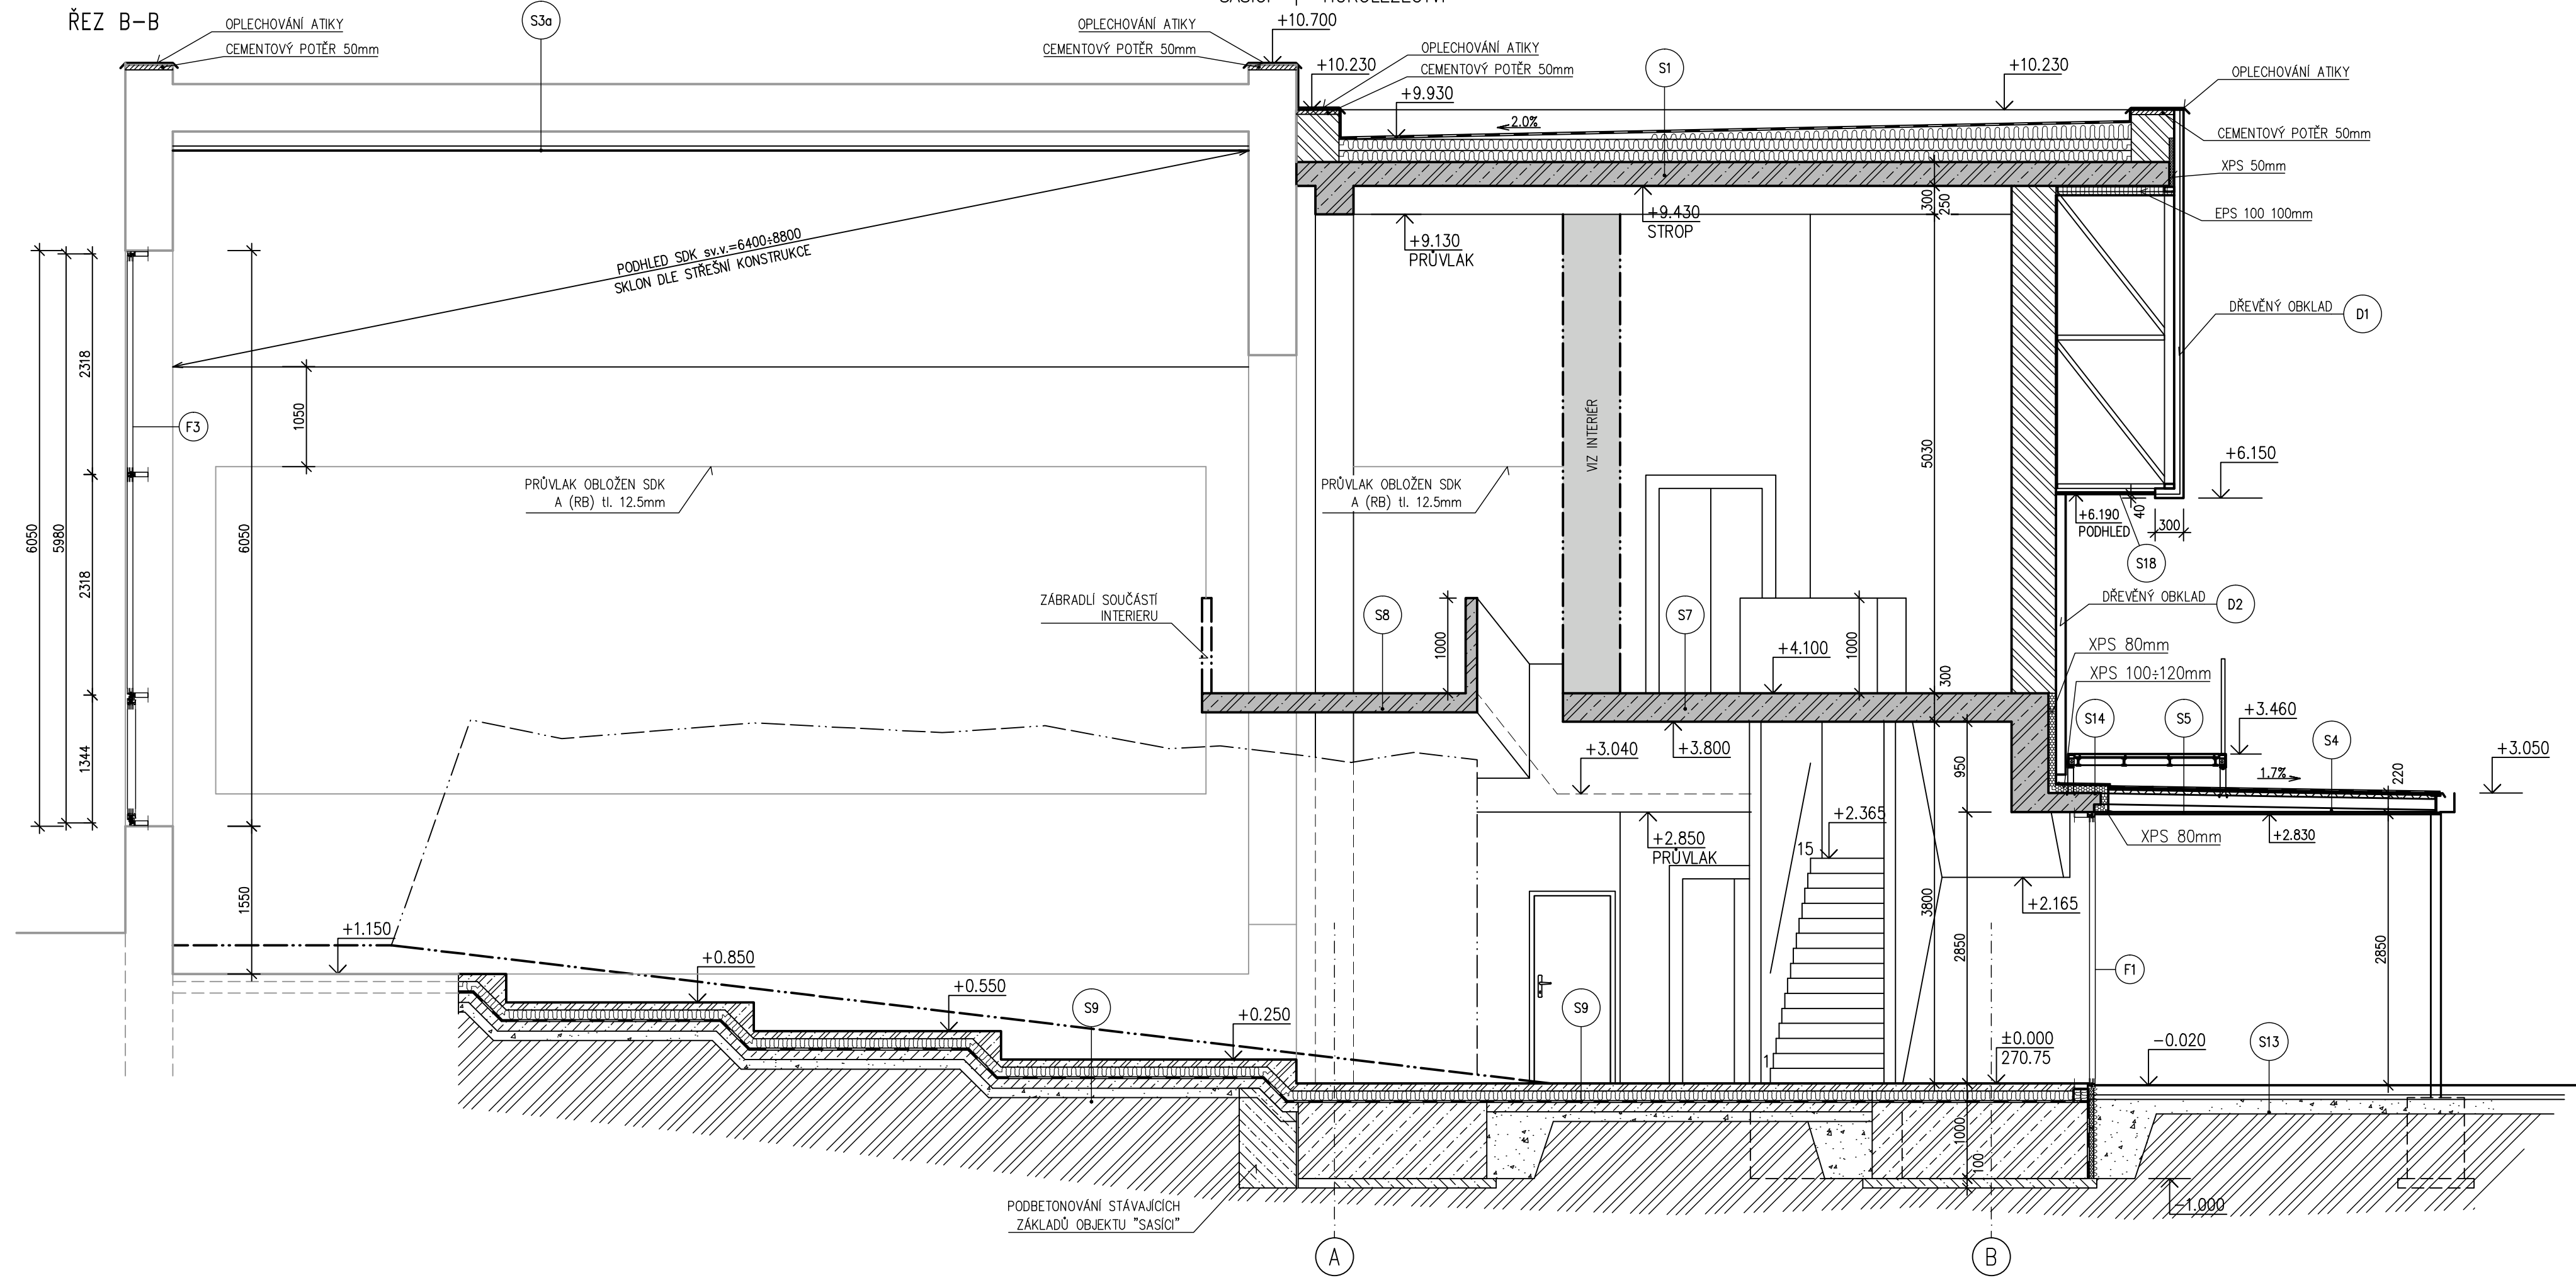 ŘEZ B-B
OPLECHOVÁNÍ ATIKY
CEMENTOVÝ POTĚR 50mm
S3a
OPLECHOVÁNÍ ATIKY
CEMENTOVÝ POTĚR 50mm
+10.700
+10.230
OPLECHOVÁNÍ ATIKY
CEMENTOVÝ POTĚR 50mm
+9.930
S1
2.0%
+10.230
OPLECHOVÁNÍ ATIKY
CEMENTOVÝ POTĚR 50mm
XPS 50mm
EPS 100 100mm
300
250
+9.430
STROP
+9.130
PRŮVLAK
PODHLED SDK sv.v.=6400÷8800
SKLON DLE STŘEŠNÍ KONSTRUKCE
DŘEVĚNÝ OBKLAD
D1
2318
1050
F3
VIZ INTERIÉR
5030
+6.150
PRŮVLAK OBLOŽEN SDK
A (RB) tl. 12.5mm
PRŮVLAK OBLOŽEN SDK
A (RB) tl. 12.5mm
6050
5980
6050
2318
+6.190
PODHLED
40
300
S18
ZÁBRADLÍ SOUČÁSTÍ
INTERIERU
S8
S7
1000
1000
+4.100
300
DŘEVĚNÝ OBKLAD
D2
XPS 80mm
XPS 100÷120mm
S14
S5
+3.460
S4
+3.050
1344
+3.040
+3.800
950
1.7%
220
+2.850
PRŮVLAK
+2.365
15
XPS 80mm
+2.830
1550
+2.165
3800
2850
2850
+1.150
+0.850
+0.550
+0.250
S9
S9
F1
±0.000
270.75
-0.020
S13
1
1000
100
-1.000
PODBETONOVÁNÍ STÁVAJÍCÍCH
ZÁKLADŮ OBJEKTU "SASÍCI"
A
B